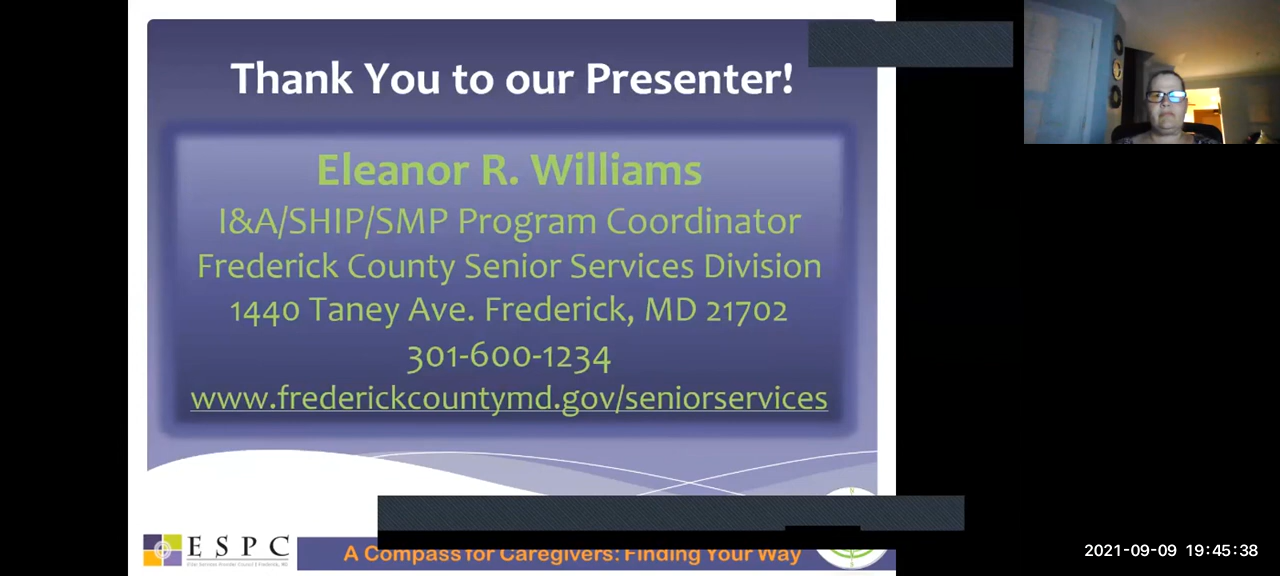 Thank You to our Presenter!
Eleanor R. Williams
I&A/SHIP/SMP Program Coordinator
Frederick County Senior Services Division
1440 Taney Ave. Frederick, MD 21702
301-600-1234
www.frederickcountymd.gov/seniorservices
ESPC
A Compass for Caregivers: Finding Your Way
2021-09-09 19:45:38